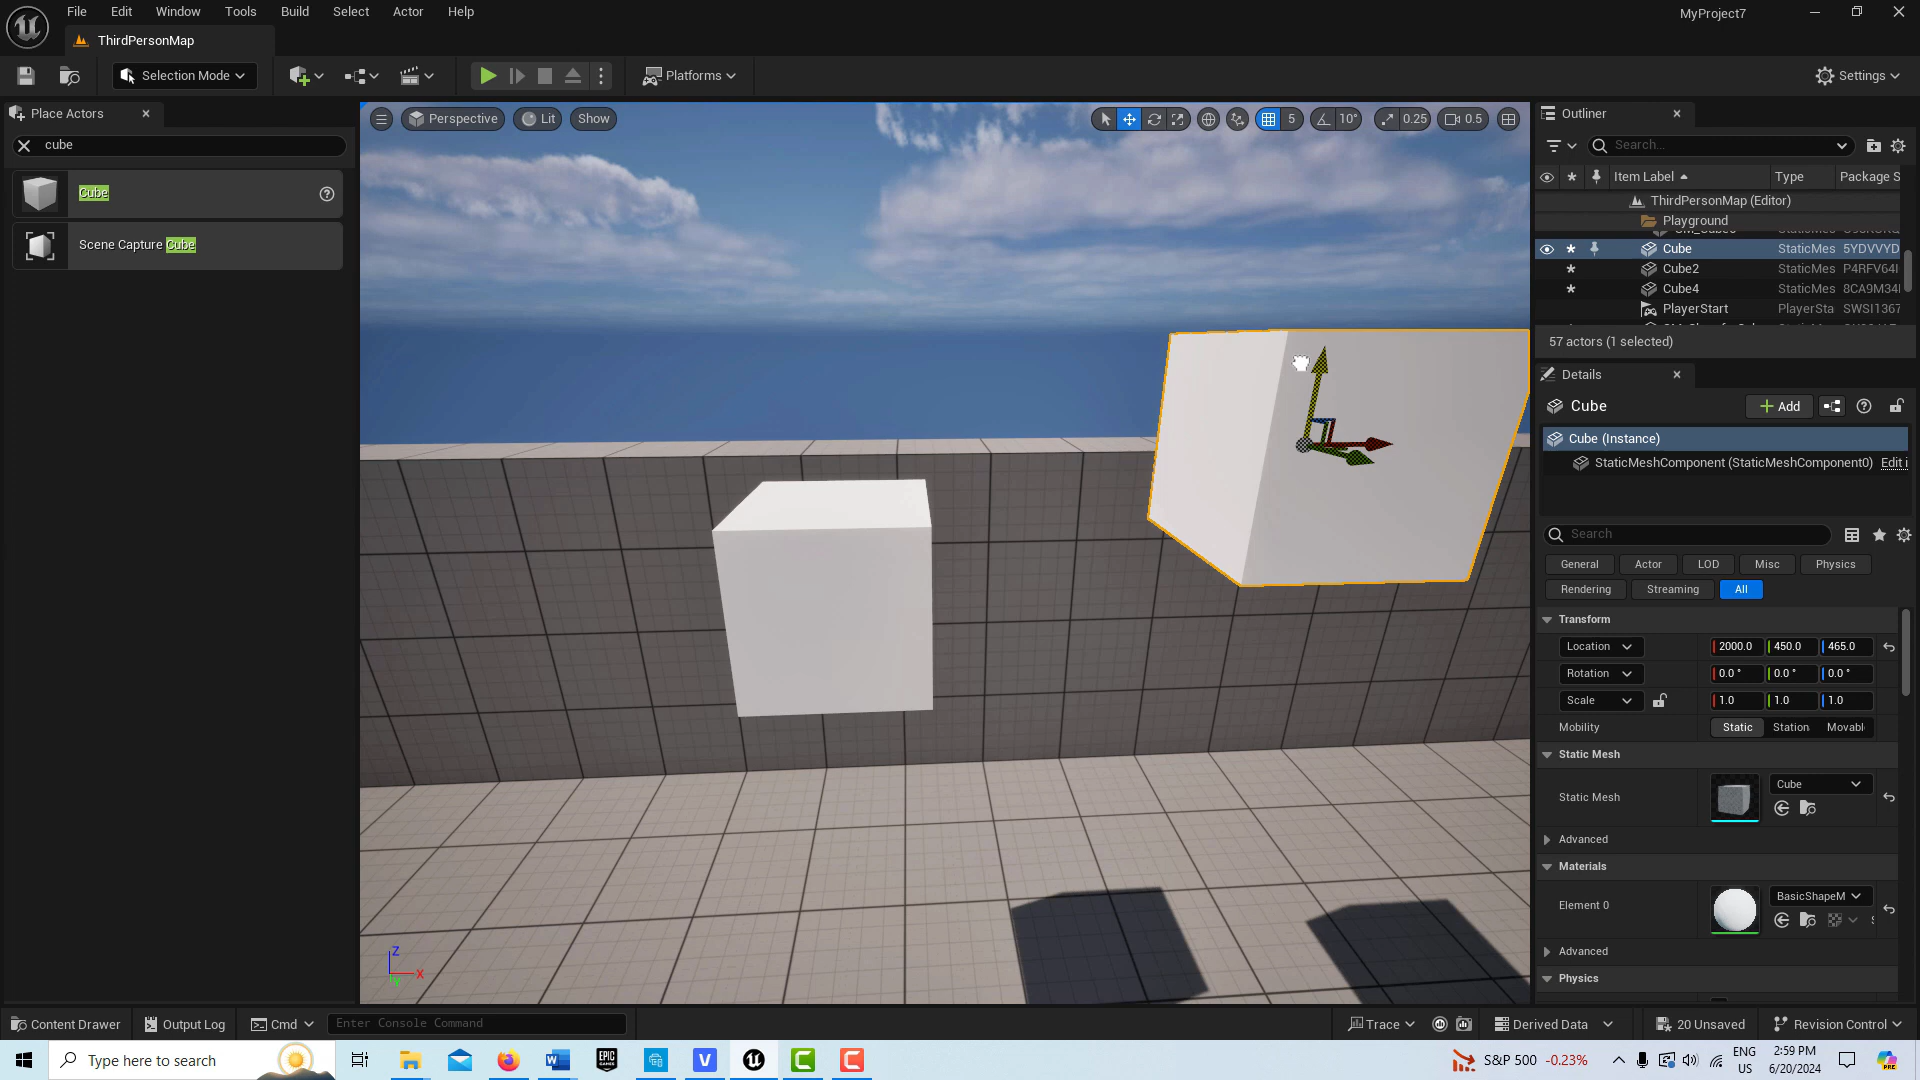 File Edit Window Tools Build Select Actor Help
MyProject7
ThirdPersonMap
Selection Mode
Platforms
Settings
Place Actors
cube
Cube
Scene Capture Cube
Perspective
Lit
Show
5
10°
0.25
0.5
Outliner
Search...
Item Label
Type
Package S
ThirdPersonMap (Editor)
Playground
Cube StaticMes 5YDVVYD
Cube2 StaticMes P4RFV64I
Cube4 StaticMes 8CA9M34
PlayerStart PlayerSta SWSI1367
57 actors (1 selected)
Details
Cube
Add
Cube (Instance)
StaticMeshComponent (StaticMeshComponent0) Edit i
Search
General Actor LOD Misc Physics
Rendering Streaming All
Transform
Location 2000.0 450.0 465.0
Rotation 0.0 ° 0.0 ° 0.0 °
Scale 1.0 1.0 1.0
Mobility Static Station Movabl
Static Mesh
Static Mesh Cube
Advanced
Materials
Element 0 BasicShapeM
Advanced
Physics
Z
X
Y
Content Drawer
Output Log
Cmd
Enter Console Command
Trace
Derived Data
20 Unsaved
Revision Control
Type here to search
EPIC GAMES
S&P 500 -0.23%
ENG
US
2:59 PM
6/20/2024
PRE